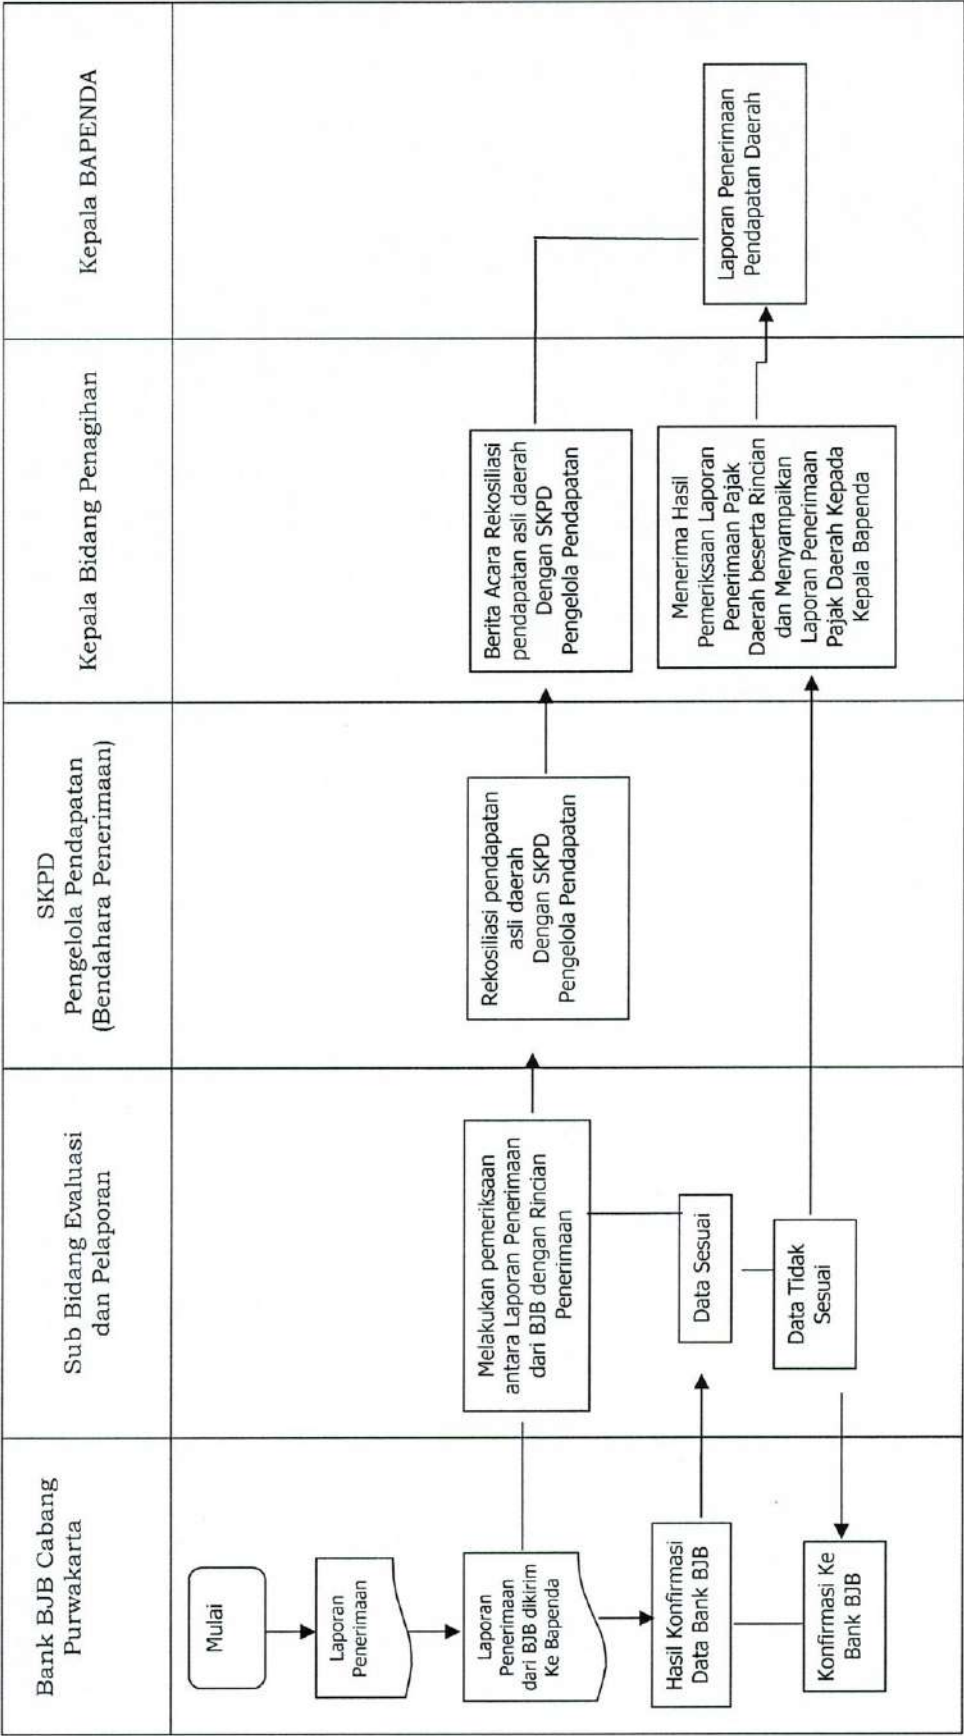 Bank BJB Cabang
Purwakarta
Sub Bidang Evaluasi
dan Pelaporan
SKPD
Pengelola Pendapatan
(Bendahara Penerimaan)
Kepala Bidang Penagihan
Kepala BAPENDA
Mulai
Laporan
Penerimaan
Laporan
Penerimaan
dari BJB dikirim
Ke Bapenda
Hasil Konfirmasi
Data Bank BJB
Konfirmasi Ke
Bank BJB
Melakukan pemeriksaan
antara Laporan Penerimaan
dari BJB dengan Rincian
Penerimaan
Data Sesuai
Data Tidak
Sesuai
Rekosiliasi pendapatan
asli daerah
Dengan SKPD
Pengelola Pendapatan
Berita Acara Rekosiliasi
pendapatan asli daerah
Dengan SKPD
Pengelola Pendapatan
Menerima Hasil
Pemeriksaan Laporan
Penerimaan Pajak
Daerah beserta Rincian
dan Menyampaikan
Laporan Penerimaan
Pajak Daerah Kepada
Kepala Bapenda
Laporan Penerimaan
Pendapatan Daerah